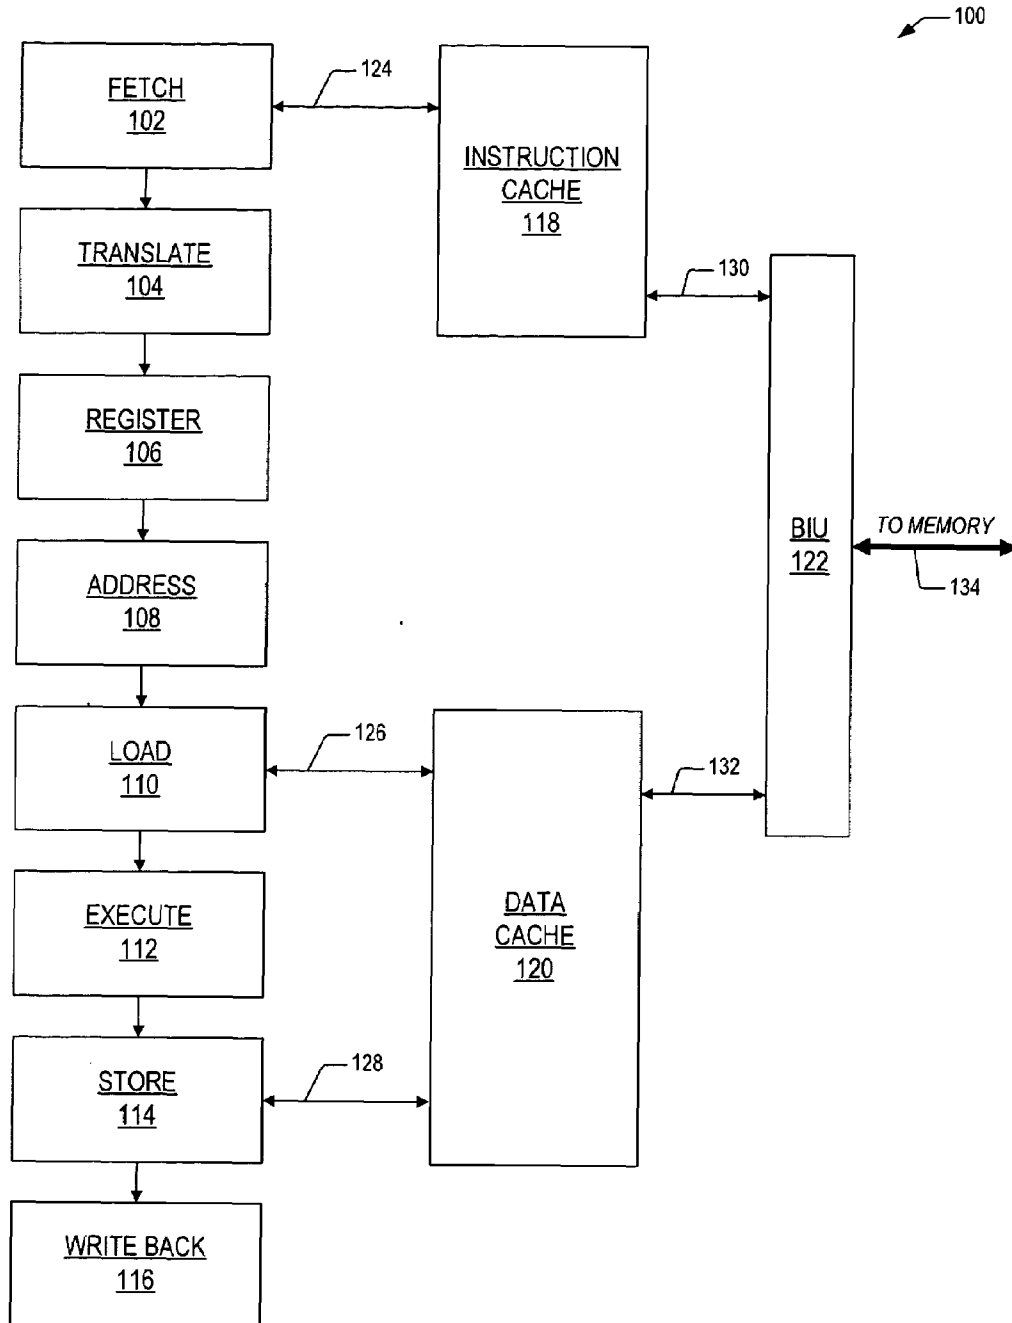 100
FETCH
102
124
INSTRUCTION
CACHE
118
TRANSLATE
104
130
REGISTER
106
BIU
122
TO MEMORY
134
ADDRESS
108
LOAD
110
126
132
DATA
CACHE
120
EXECUTE
112
STORE
114
128
WRITE BACK
116